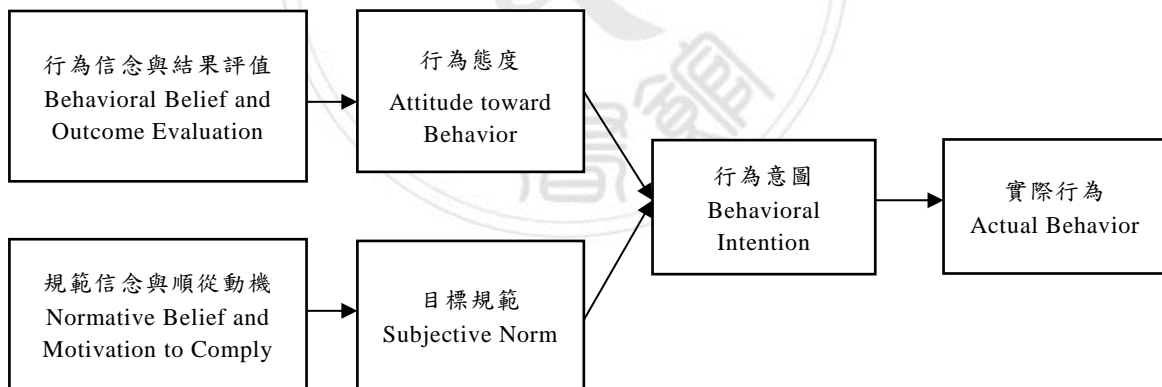 行為信念與結果評值
Behavioral Belief and
Outcome Evaluation
行為態度
Attitude toward
Behavior
行為意圖
Behavioral
Intention
實際行為
Actual Behavior
規範信念與順從動機
Normative Belief and
Motivation to Comply
目標規範
Subjective Norm